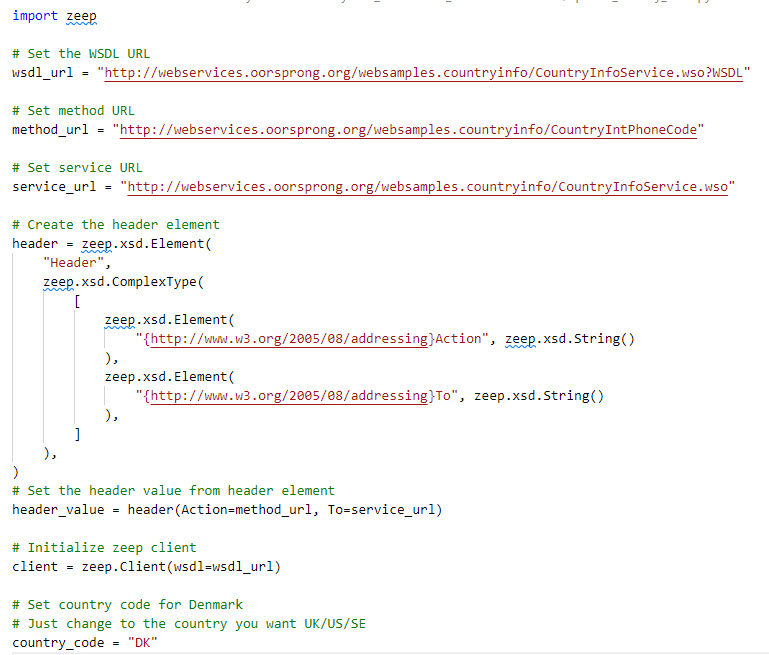 import zeep
# Set the WSDL URL
wsdl_url = "http://webservices.oorsprong.org/websamples.countryinfo/CountryInfoService.wso?WSDL"
# Set method URL
method_url = "http://webservices.oorsprong.org/websamples.countryinfo/CountryIntPhoneCode"
# Set service URL
service_url = "http://webservices.oorsprong.org/websamples.countryinfo/CountryInfoService.wso"
# Create the header element
header = zeep.xsd.Element(
    "Header",
    zeep.xsd.ComplexType(
        [
            zeep.xsd.Element(
                "{http://www.w3.org/2005/08/addressing}Action", zeep.xsd.String()
            ),
            zeep.xsd.Element(
                "{http://www.w3.org/2005/08/addressing}To", zeep.xsd.String()
            ),
        ]
    ),
)
# Set the header value from header element
header_value = header(Action=method_url, To=service_url)
# Initialize zeep client
client = zeep.Client(wsdl=wsdl_url)
# Set country code for Denmark
# Just change to the country you want UK/US/SE
country_code = "DK"